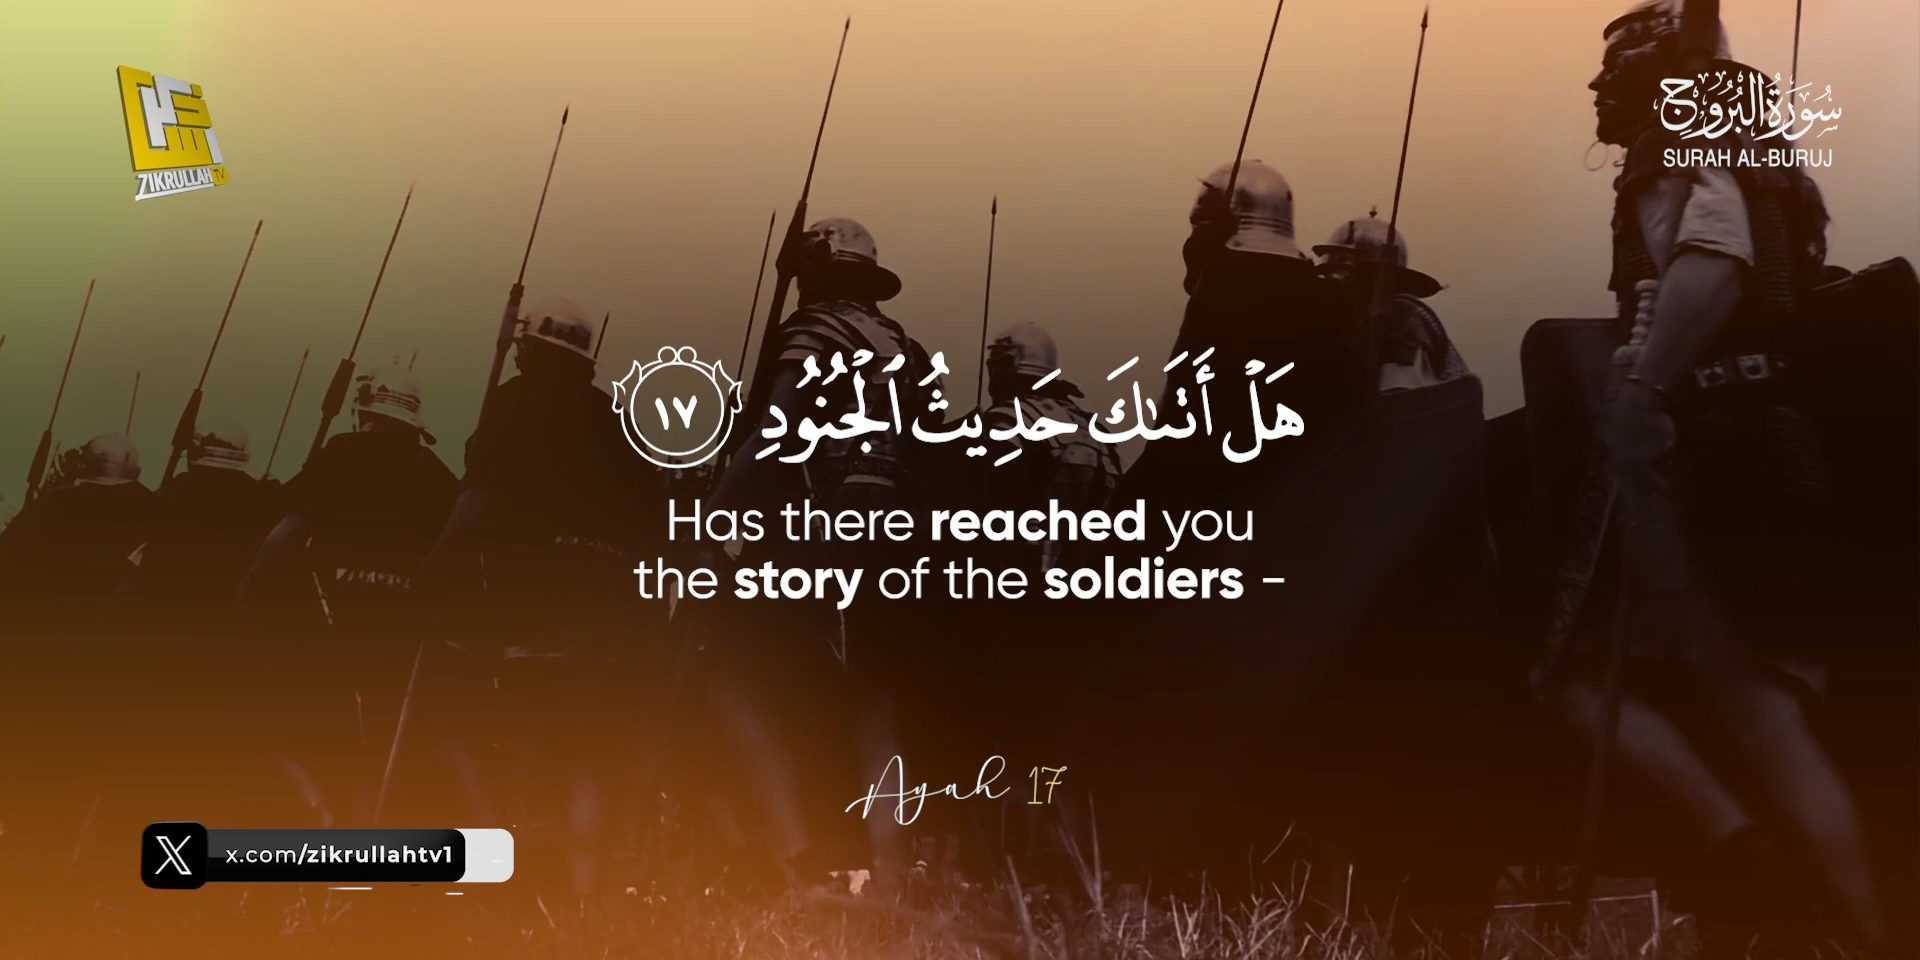 ZIKRULLAH TV
سُورَةُ البُرُوجِ
SURAH AL-BURUJ
هَلْ أَتَىٰكَ حَدِيثُ ٱلْجُنُودِ ١٧
Has there reached you
the story of the soldiers -
Ayah 17
X x.com/zikrullahtv1